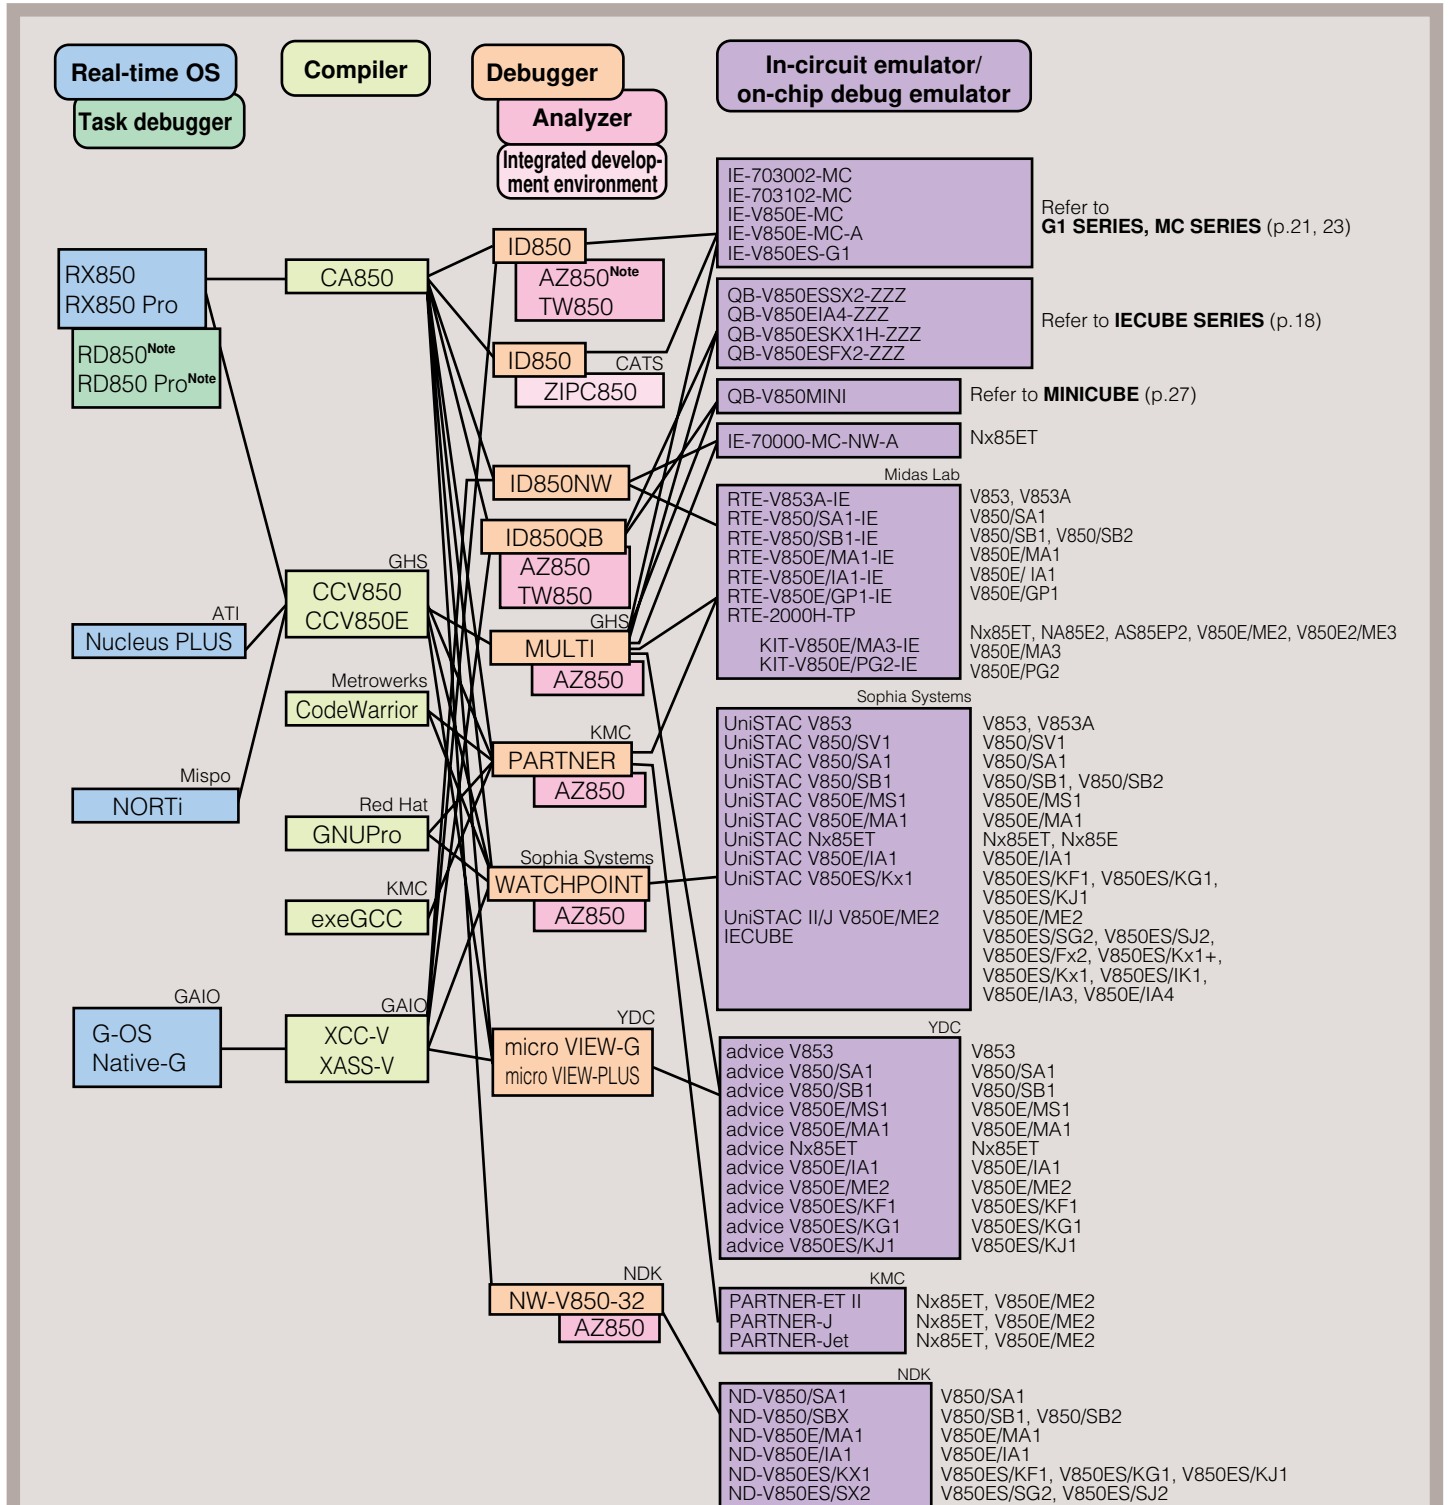 Real-time OS
Task debugger
Compiler
Debugger
Analyzer
Integrated develop-
ment environment
In-circuit emulator/
on-chip debug emulator
RX850
RX850 Pro
RD850Note
RD850 ProNote
ATI
Nucleus PLUS
Mispo
NORTi
GAIO
G-OS
Native-G
CA850
GHS
CCV850
CCV850E
Metrowerks
CodeWarrior
Red Hat
GNUPro
KMC
exeGCC
GAIO
XCC-V
XASS-V
ID850
AZ850Note
TW850
ID850
CATS
ZIPC850
ID850NW
ID850QB
AZ850
TW850
GHS
MULTI
AZ850
KMC
PARTNER
AZ850
Sophia Systems
WATCHPOINT
AZ850
YDC
micro VIEW-G
micro VIEW-PLUS
NDK
NW-V850-32
AZ850
IE-703002-MC
IE-703102-MC
IE-V850E-MC
IE-V850E-MC-A
IE-V850ES-G1
Refer to
G1 SERIES, MC SERIES (p.21, 23)
QB-V850ESSX2-ZZZ
QB-V850EIA4-ZZZ
QB-V850ESKX1H-ZZZ
QB-V850ESFX2-ZZZ
Refer to IECUBE SERIES (p.18)
QB-V850MINI
Refer to MINICUBE (p.27)
IE-70000-MC-NW-A
Nx85ET
Midas Lab
RTE-V853A-IE
V853, V853A
RTE-V850/SA1-IE
V850/SA1
RTE-V850/SB1-IE
V850/SB1, V850/SB2
RTE-V850E/MA1-IE
V850E/MA1
RTE-V850E/IA1-IE
V850E/ IA1
RTE-V850E/GP1-IE
V850E/GP1
RTE-2000H-TP
Nx85ET, NA85E2, AS85EP2, V850E/ME2, V850E2/ME3
KIT-V850E/MA3-IE
V850E/MA3
KIT-V850E/PG2-IE
V850E/PG2
Sophia Systems
UniSTAC V853
V853, V853A
UniSTAC V850/SV1
V850/SV1
UniSTAC V850/SA1
V850/SA1
UniSTAC V850/SB1
V850/SB1, V850/SB2
UniSTAC V850E/MS1
V850E/MS1
UniSTAC V850E/MA1
V850E/MA1
UniSTAC Nx85ET
Nx85ET, Nx85E
UniSTAC V850E/IA1
V850E/IA1
UniSTAC V850ES/Kx1
V850ES/KF1, V850ES/KG1,
V850ES/KJ1
UniSTAC II/J V850E/ME2
V850E/ME2
IECUBE
V850ES/SG2, V850ES/SJ2,
V850ES/Fx2, V850ES/Kx1+,
V850ES/Kx1, V850ES/IK1,
V850E/IA3, V850E/IA4
YDC
advice V853
V853
advice V850/SA1
V850/SA1
advice V850/SB1
V850/SB1
advice V850E/MS1
V850E/MS1
advice V850E/MA1
V850E/MA1
advice Nx85ET
Nx85ET
advice V850E/IA1
V850E/IA1
advice V850E/ME2
V850E/ME2
advice V850ES/KF1
V850ES/KF1
advice V850ES/KG1
V850ES/KG1
advice V850ES/KJ1
V850ES/KJ1
KMC
PARTNER-ET II
Nx85ET, V850E/ME2
PARTNER-J
Nx85ET, V850E/ME2
PARTNER-Jet
Nx85ET, V850E/ME2
NDK
ND-V850/SA1
V850/SA1
ND-V850/SBX
V850/SB1, V850/SB2
ND-V850E/MA1
V850E/MA1
ND-V850E/IA1
V850E/IA1
ND-V850ES/KX1
V850ES/KF1, V850ES/KG1, V850ES/KJ1
ND-V850ES/SX2
V850ES/SG2, V850ES/SJ2